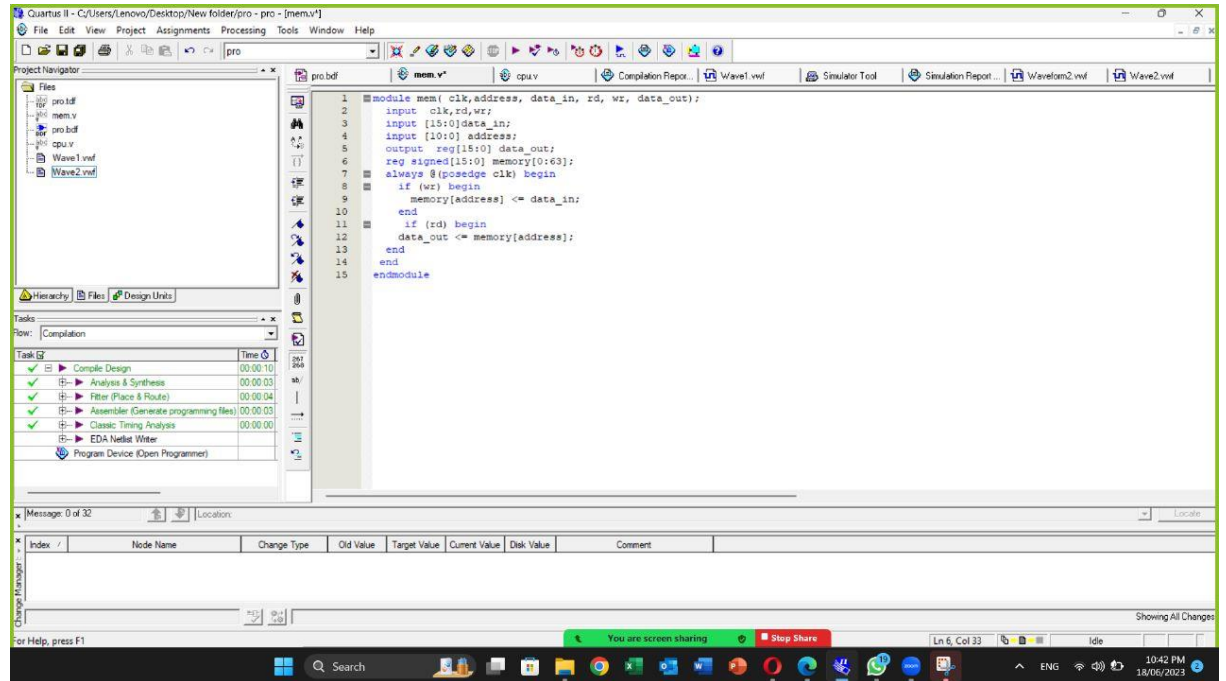 Quartus II - C:/Users/Lenovo/Desktop/New folder/pro - pro - [mem.v*]
File Edit View Project Assignments Processing Tools Window Help
pro
Project Navigator
Files
pro.tdf
mem.v
pro.bdf
cpu.v
Wave1.vwf
Wave2.vwf
Hierarchy Files Design Units
Tasks
Flow: Compilation
Task Time
Compile Design 00:00:10
Analysis & Synthesis 00:00:03
Fitter (Place & Route) 00:00:04
Assembler (Generate programming files) 00:00:03
Classic Timing Analysis 00:00:00
EDA Netlist Writer
Program Device (Open Programmer)
pro.bdf mem.v* cpu.v Compilation Repor... Wave1.vwf Simulator Tool Simulation Report ... Waveform2.vwf Wave2.vwf
267
268
ab/
1 module mem( clk,address, data_in, rd, wr, data_out);
2 input clk,rd,wr;
3 input [15:0]data_in;
4 input [10:0] address;
5 output reg[15:0] data_out;
6 reg signed[15:0] memory[0:63];
7 always @(posedge clk) begin
8 if (wr) begin
9 memory[address] <= data_in;
10 end
11 if (rd) begin
12 data_out <= memory[address];
13 end
14 end
15 endmodule
Message: 0 of 32 Location: Locate
Index / Node Name Change Type Old Value Target Value Current Value Disk Value Comment
Change Manager
Showing All Changes
For Help, press F1
You are screen sharing Stop Share
Ln 6, Col 33 Idle
Search
19
zoom
ENG
10:42 PM
18/06/2023
2